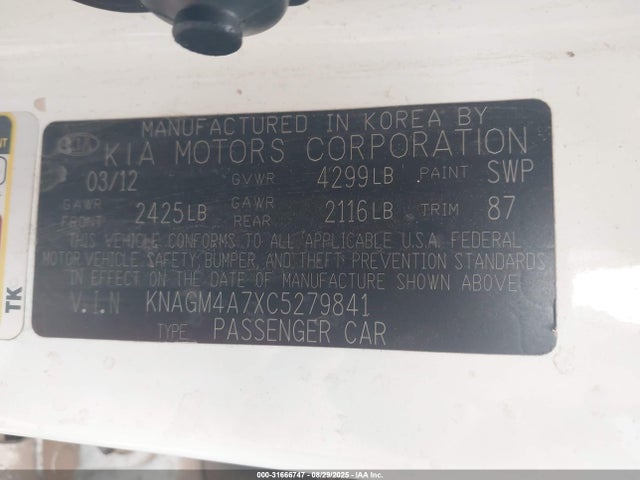 MANUFACTURED IN KOREA BY
KIA KIA MOTORS CORPORATION
03/12 GVWR 4299LB PAINT SWP
GAWR FRONT 2425LB GAWR REAR 2116LB TRIM 87
THIS VEHICLE CONFORMS TO ALL APPLICABLE U.S.A. FEDERAL
MOTOR VEHICLE SAFETY, BUMPER, AND THEFT PREVENTION STANDARDS
IN EFFECT ON THE DATE OF MANUFACTURE SHOWN ABOVE.
V.I.N KNAGM4A7XC5279841
TYPE PASSENGER CAR
TK
000-31666747 - 08/29/2025 - IAA Inc.